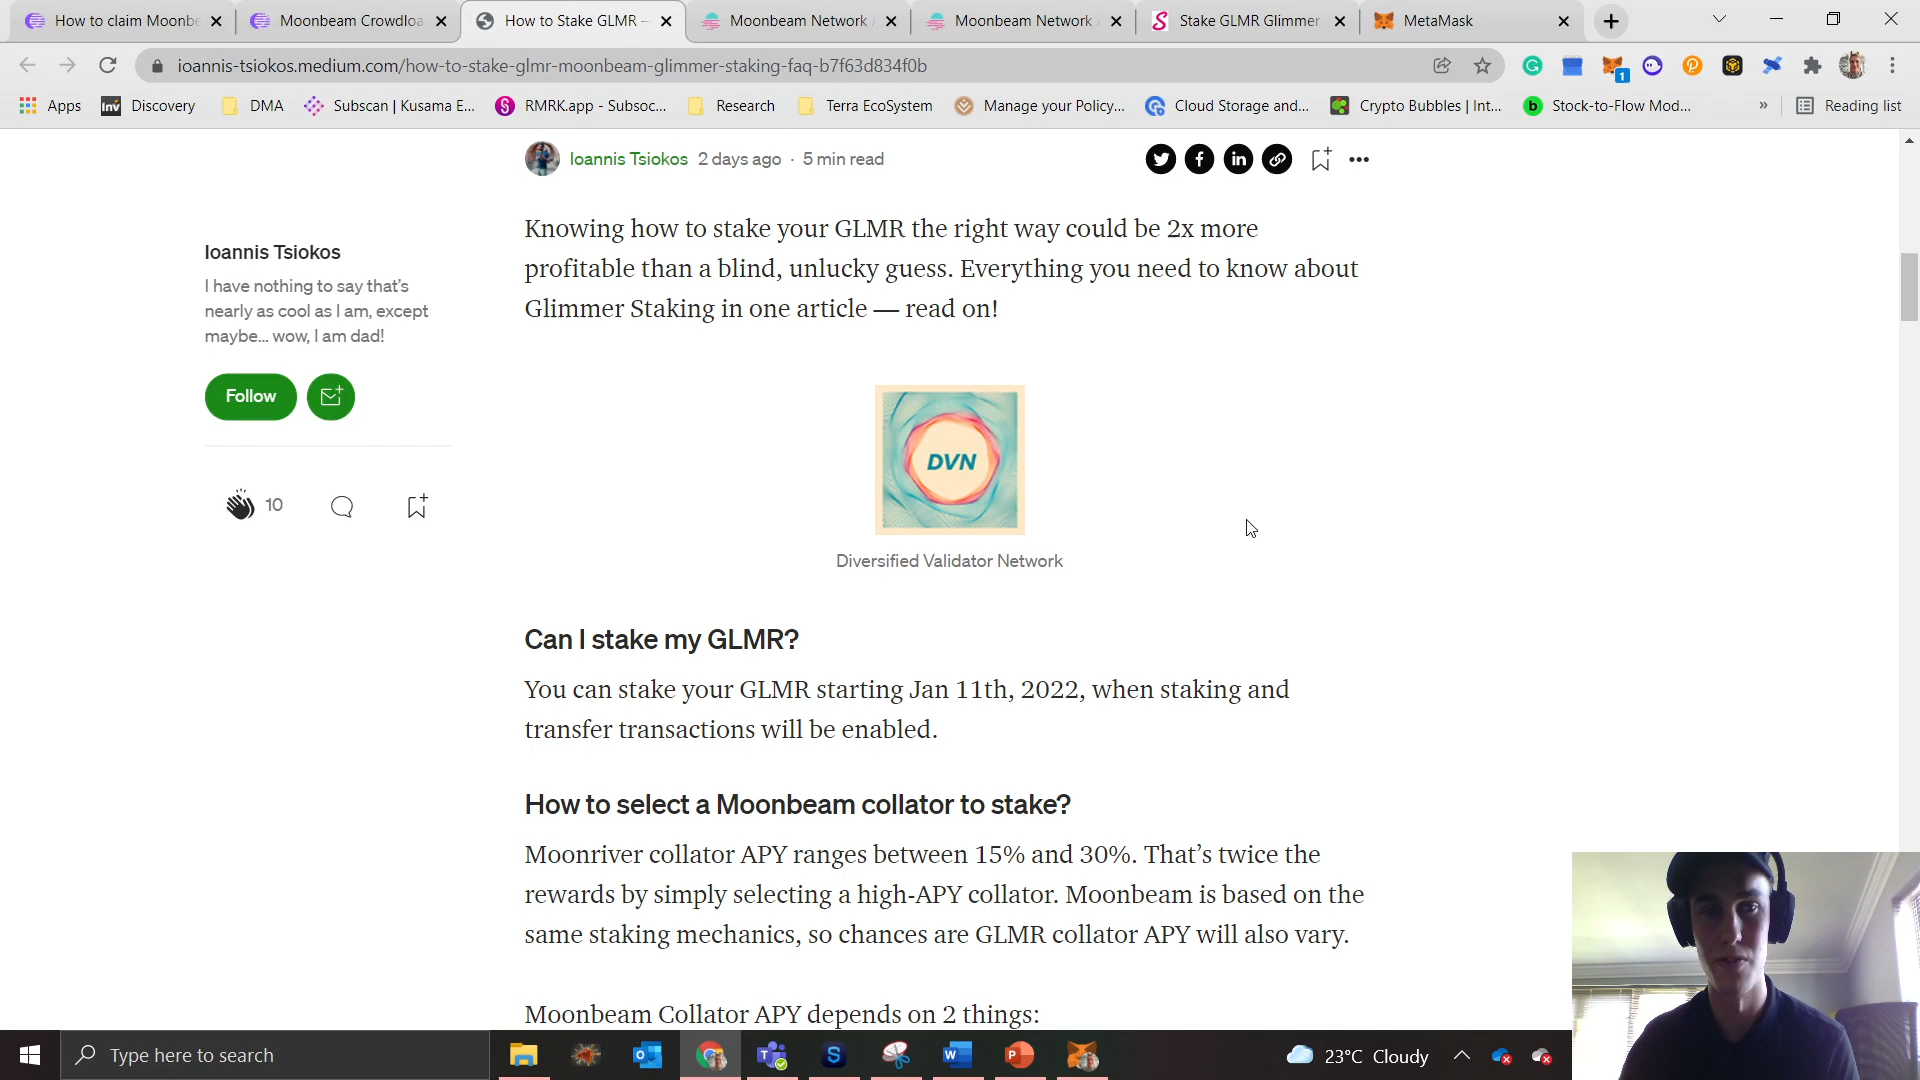 How to claim Moonbe
Moonbeam Crowdloa
How to Stake GLMR –
Moonbeam Network
Moonbeam Network
Stake GLMR Glimmer
MetaMask
ioannis-tsiokos.medium.com/how-to-stake-glmr-moonbeam-glimmer-staking-faq-b7f63d834f0b
1
Apps
Inv
Discovery
DMA
Subscan | Kusama E...
RMRK.app - Subsoc...
Research
Terra EcoSystem
Manage your Policy...
Cloud Storage and...
Crypto Bubbles | Int...
b
Stock-to-Flow Mod...
»
Reading list
Ioannis Tsiokos 2 days ago · 5 min read
Ioannis Tsiokos
I have nothing to say that's
nearly as cool as I am, except
maybe... wow, I am dad!
Follow
10
Knowing how to stake your GLMR the right way could be 2x more
profitable than a blind, unlucky guess. Everything you need to know about
Glimmer Staking in one article — read on!
DVN
Diversified Validator Network
Can I stake my GLMR?
You can stake your GLMR starting Jan 11th, 2022, when staking and
transfer transactions will be enabled.
How to select a Moonbeam collator to stake?
Moonriver collator APY ranges between 15% and 30%. That's twice the
rewards by simply selecting a high-APY collator. Moonbeam is based on the
same staking mechanics, so chances are GLMR collator APY will also vary.
Moonbeam Collator APY depends on 2 things:
Type here to search
23°C Cloudy